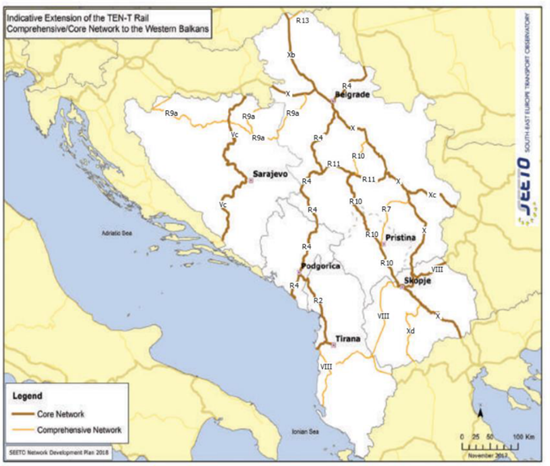 Indicative Extension of the TEN-T Rail
Comprehensive/Core Network to the Western Balkans
R13
Xb
R4
X
Belgrade
R9a
R9a
R9a
R9a
Vc
R4
X
R10
R11
R11
Sarajevo
R4
X
Xc
Vc
R4
R10
R7
X
Adriatic Sea
R4
R10
Pristina
R10
Podgorica
VIII
R4
Skopje
R2
VIII
X
Xd
Tirana
VIII
Legend
Core Network
Comprehensive Network
Ionian Sea
0 25 50 100 Km
November 2017
SEETO Network Development Plan 2018
SEETO
SOUTH-EAST EUROPE TRANSPORT OBSERVATORY